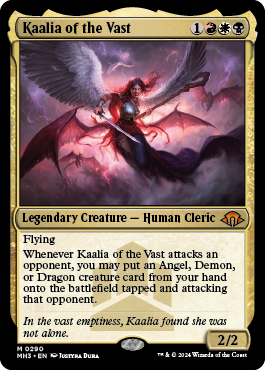 Kaalia of the Vast 1
Legendary Creature — Human Cleric
Flying
Whenever Kaalia of the Vast attacks an
opponent, you may put an Angel, Demon,
or Dragon creature card from your hand
onto the battlefield tapped and attacking
that opponent.
In the vast emptiness, Kaalia found she was
not alone.
2/2
M 0290
MH3 • EN Justyna Dura ™ & © 2024 Wizards of the Coast